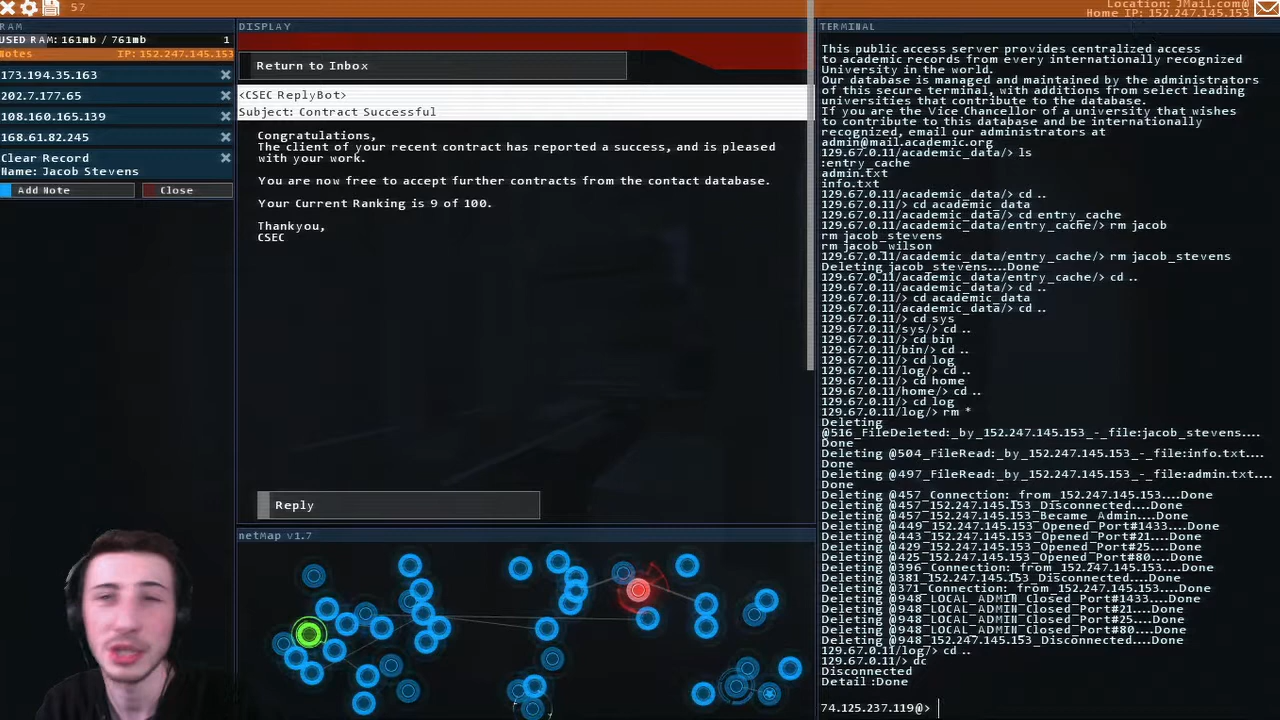 57
Location: JMail.com@
Home IP: 152.247.145.153
RAM
USED RAM: 161mb / 761mb
1
Notes
IP:152.247.145.153
173.194.35.163
202.7.177.65
108.160.165.139
168.61.82.245
Clear Record
Name: Jacob Stevens
Add Note
Close
DISPLAY
Return to Inbox
<CSEC ReplyBot>
Subject: Contract Successful
Congratulations,
The client of your recent contract has reported a success, and is pleased
with your work.
You are now free to accept further contracts from the contact database.
Your Current Ranking is 9 of 100.
Thankyou,
CSEC
Reply
netMap v1.7
TERMINAL
This public access server provides centralized access
to academic records from every internationally recognized
University in the world.
Our database is managed and maintained by the administrators
of this secure terminal, with additions from select leading
universities that contribute to the database.
If you are the Vice Chancellor of a university that wishes
to contribute to this database and be internationally
recognized, email our administrators at
admin@mail.academic.org
129.67.0.11/academic_data/> ls
:entry_cache
admin.txt
info.txt
129.67.0.11/academic_data/> cd ..
129.67.0.11/> cd academic_data
129.67.0.11/academic_data/> cd entry_cache
129.67.0.11/academic_data/entry_cache/> rm jacob
rm jacob_stevens
rm jacob_wilson
129.67.0.11/academic_data/entry_cache/> rm jacob_stevens
Deleting jacob_stevens....Done
129.67.0.11/academic_data/entry_cache/> cd ..
129.67.0.11/academic_data/> cd ..
129.67.0.11/> cd academic_data
129.67.0.11/academic_data/> cd ..
129.67.0.11/> cd sys
129.67.0.11/sys/> cd ..
129.67.0.11/> cd bin
129.67.0.11/bin/> cd ..
129.67.0.11/> cd log
129.67.0.11/log/> cd ..
129.67.0.11/> cd home
129.67.0.11/home/> cd ..
129.67.0.11/> cd log
129.67.0.11/log/> rm *
Deleting
@516_FileDeleted:_by_152.247.145.153_-_file:jacob_stevens....
Done
Deleting @504_FileRead:_by_152.247.145.153_-_file:info.txt....
Done
Deleting @497_FileRead:_by_152.247.145.153_-_file:admin.txt....
Done
Deleting @457_Connection:_from_152.247.145.153....Done
Deleting @457_152.247.145.153_Disconnected....Done
Deleting @457_152.247.145.153_Became_Admin....Done
Deleting @449_152.247.145.153_Opened_Port#1433....Done
Deleting @443_152.247.145.153_Opened_Port#21....Done
Deleting @429_152.247.145.153_Opened_Port#25....Done
Deleting @425_152.247.145.153_Opened_Port#80....Done
Deleting @396_Connection:_from_152.247.145.153....Done
Deleting @381_152.247.145.153_Disconnected....Done
Deleting @371_Connection:_from_152.247.145.153....Done
Deleting @948_LOCAL_ADMIN_Closed_Port#1433....Done
Deleting @948_LOCAL_ADMIN_Closed_Port#21....Done
Deleting @948_LOCAL_ADMIN_Closed_Port#25....Done
Deleting @948_LOCAL_ADMIN_Closed_Port#80....Done
Deleting @948_152.247.145.153_Disconnected....Done
129.67.0.11/log/> cd ..
129.67.0.11/> dc
Disconnected
Detail :Done
74.125.237.119@>